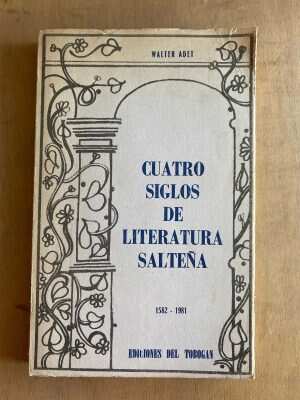 WALTER ADET
CUATRO
SIGLOS
DE
LITERATURA
SALTEÑA
1582 - 1981
EDICIONES DEL TOBOGAN